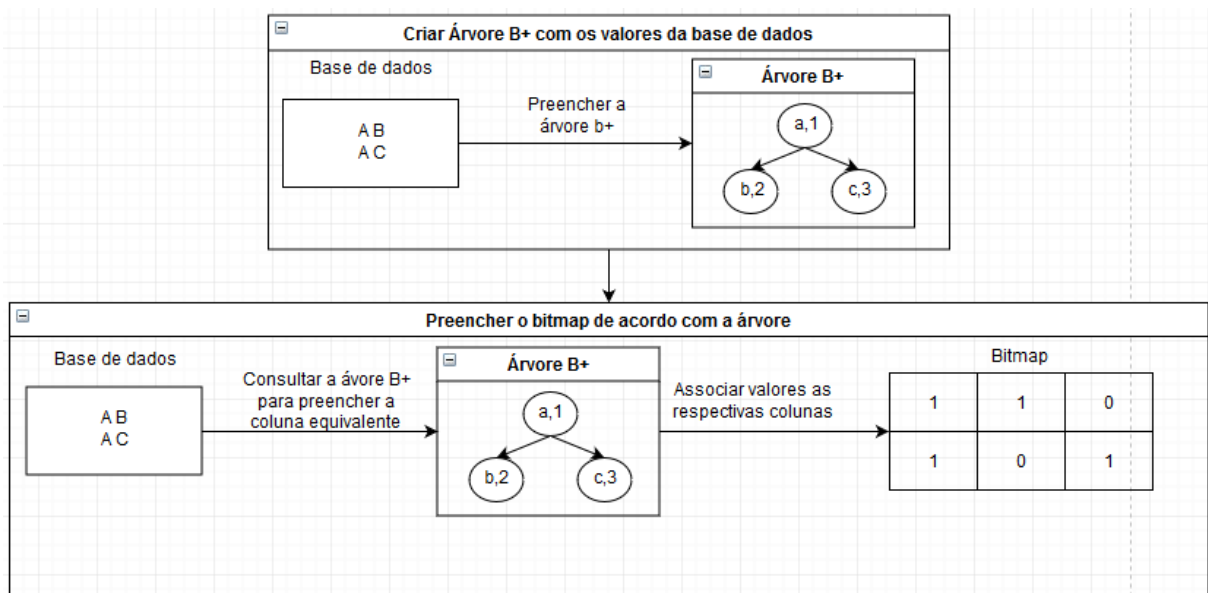 Criar Árvore B+ com os valores da base de dados
Base de dados
A B
A C
Preencher a
árvore b+
Árvore B+
a,1
b,2
c,3
Preencher o bitmap de acordo com a árvore
Base de dados
A B
A C
Consultar a ávore B+
para preencher a
coluna equivalente
Árvore B+
a,1
b,2
c,3
Associar valores as
respectivas colunas
Bitmap
1 1 0
1 0 1